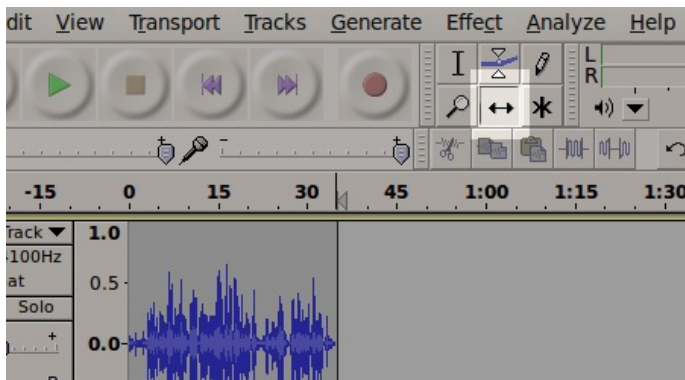 dit View Transport Tracks Generate Effect Analyze Help
L
R
-15 0 15 30 45 1:00 1:15 1:30
Track 1.0
4100Hz
at 0.5
Solo
0.0